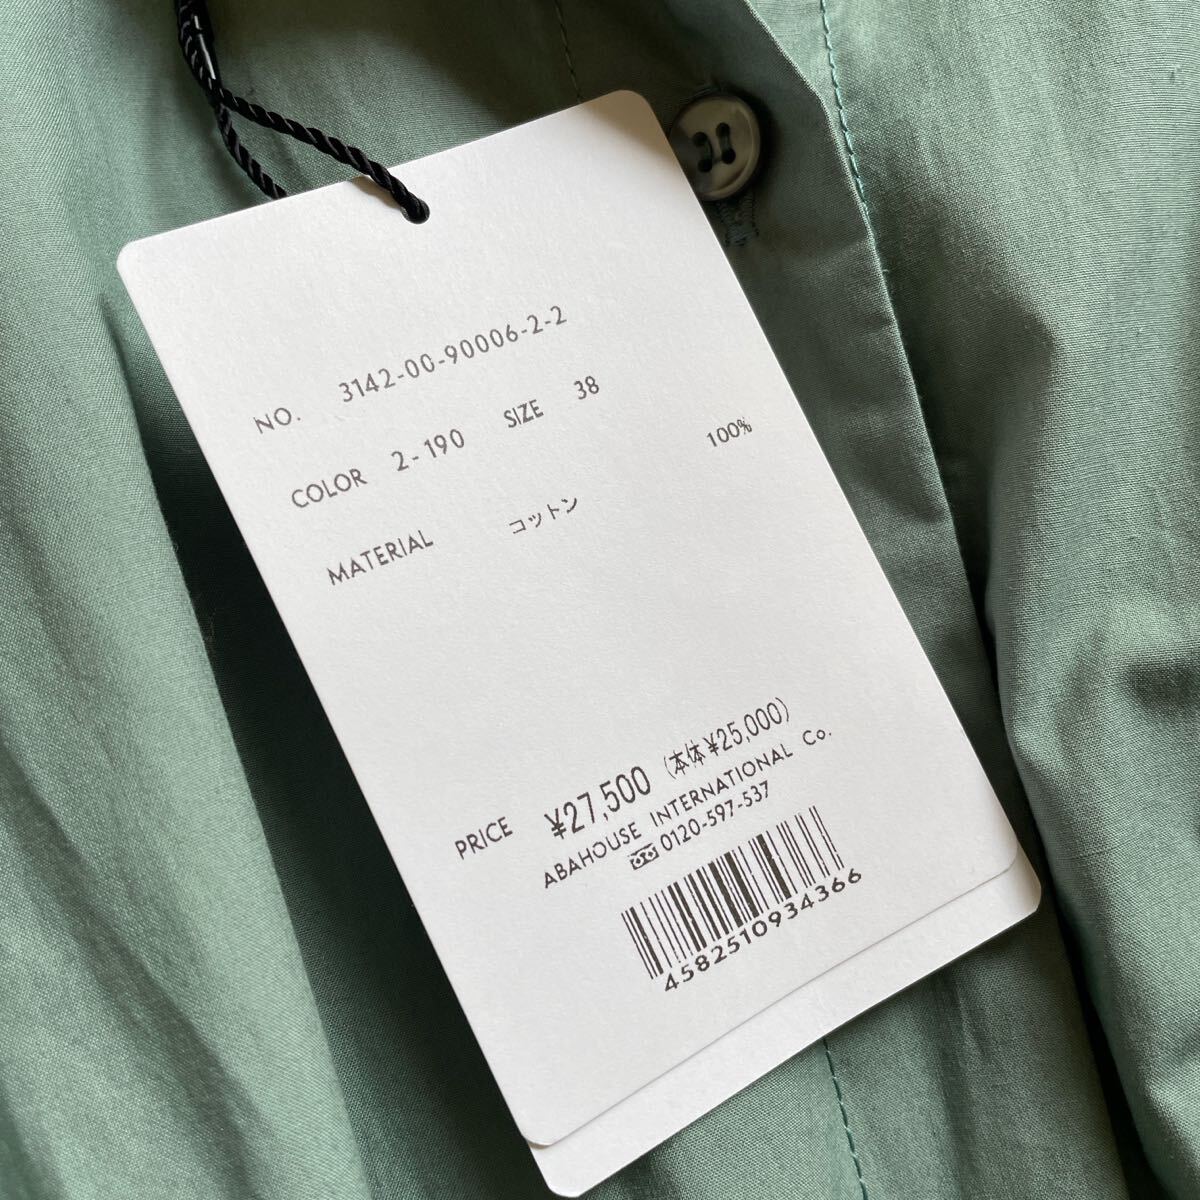 NO. 3142-00-90006-2-2
COLOR 2-190 SIZE 38
MATERIAL コットン 100%
PRICE ¥27,500 (本体¥25,000)
ABAHOUSE INTERNATIONAL Co.
0120-597-537
4582510934366